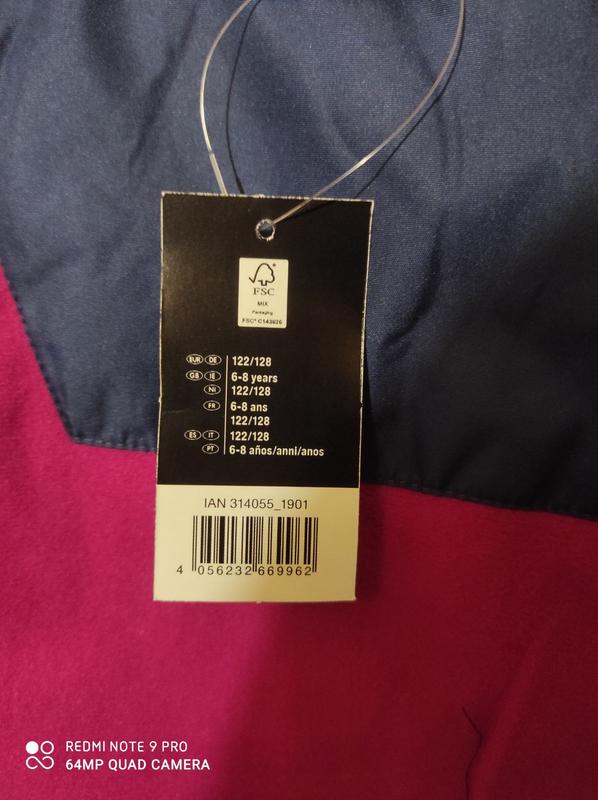 FSC®
MIX
Packaging
FSC® C143626
EUR DE 122/128
GB IE 6-8 years
NI 122/128
FR 6-8 ans
122/128
ES IT 122/128
PT 6-8 años/anni/anos
IAN 314055_1901
4 056232 669962
REDMI NOTE 9 PRO
64MP QUAD CAMERA